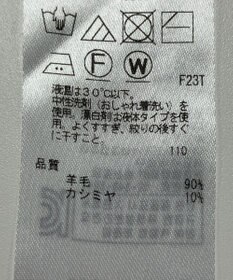 F W
F23T
液温は30℃以下。
中性洗剤(おしゃれ着洗い)を
使用。漂白剤は液体タイプを使
用。よくすすぎ、絞りの後すぐ
に干すこと。
110
品質
羊毛 90%
カシミヤ 10%